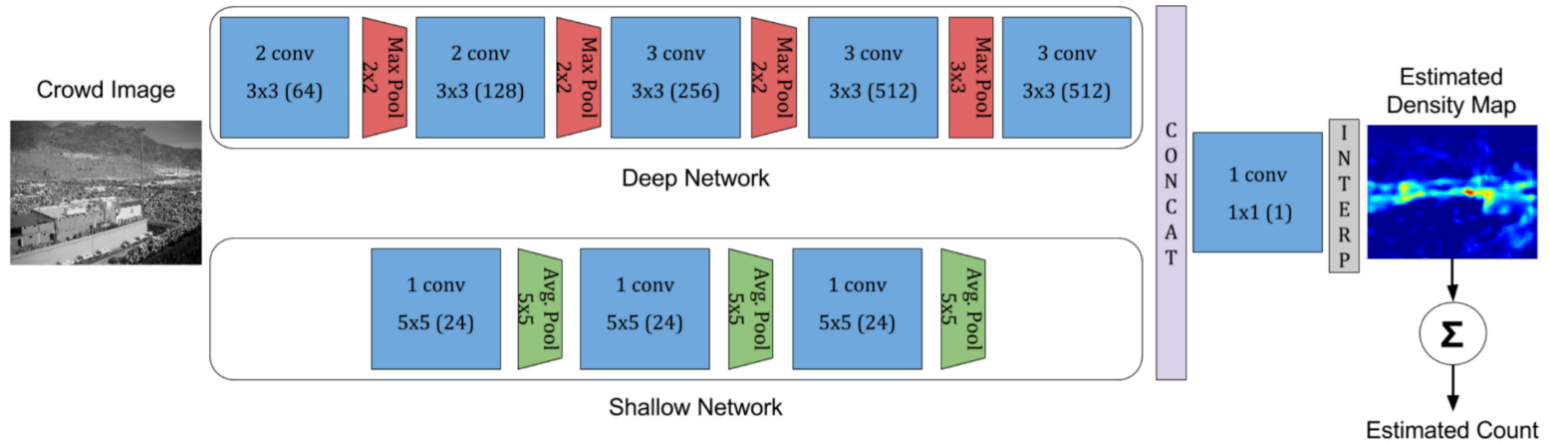 Crowd Image
2 conv
3x3 (64)
Max Pool
2x2
2 conv
3x3 (128)
Max Pool
2x2
3 conv
3x3 (256)
Max Pool
2x2
3 conv
3x3 (512)
Max Pool
3x3
3 conv
3x3 (512)
Deep Network
1 conv
5x5 (24)
Avg. Pool
5x5
1 conv
5x5 (24)
Avg. Pool
5x5
1 conv
5x5 (24)
Avg. Pool
5x5
Shallow Network
CONCAT
1 conv
1x1 (1)
INTERP
Estimated
Density Map
Σ
Estimated Count